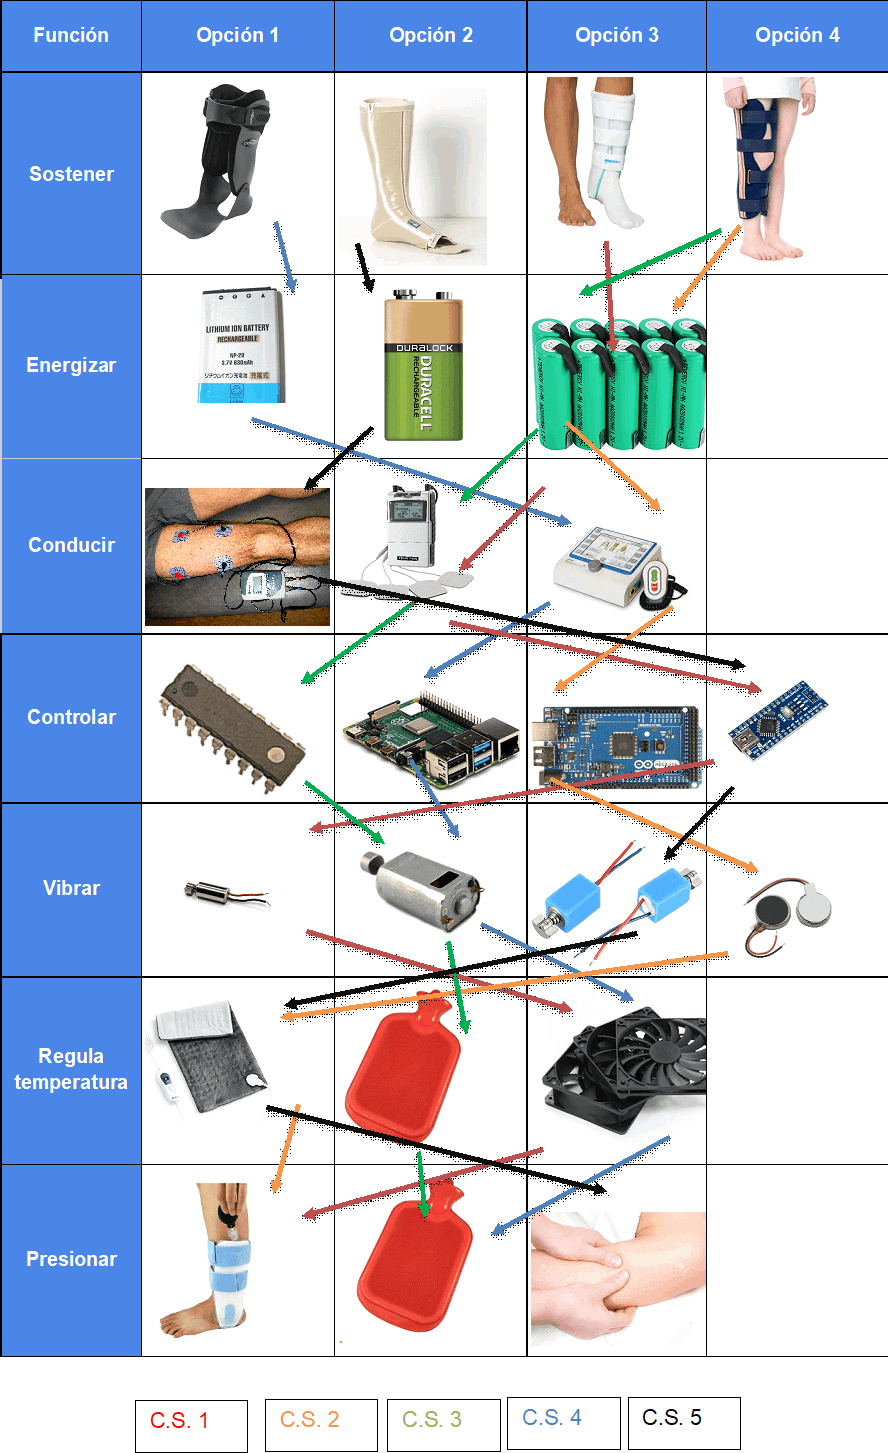 Función
Opción 1
Opción 2
Opción 3
Opción 4
Sostener
Energizar
LITHIUM ION BATTERY
RECHARGEABLE
NP-20
3.7V 630mAh
DURALOCK
DURACELL
RECHARGEABLE
Conducir
Controlar
Vibrar
Regula
temperatura
Presionar
C.S. 1
C.S. 2
C.S. 3
C.S. 4
C.S. 5